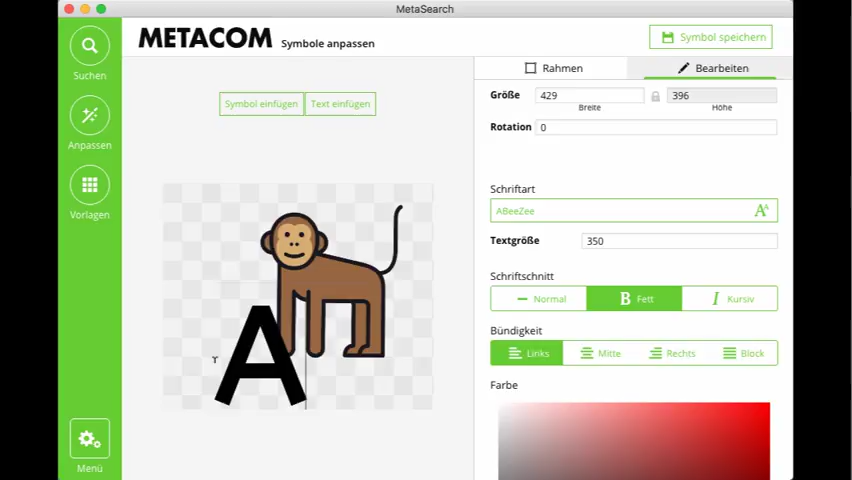 MetaSearch
METACOM Symbole anpassen
Symbol speichern
Suchen
Anpassen
Vorlagen
Menü
Symbol einfügen Text einfügen
A
Rahmen Bearbeiten
Größe 429 396
Breite Höhe
Rotation 0
Schriftart
ABeeZee
Textgröße 350
Schriftschnitt
Normal B Fett I Kursiv
Bündigkeit
Links Mitte Rechts Block
Farbe